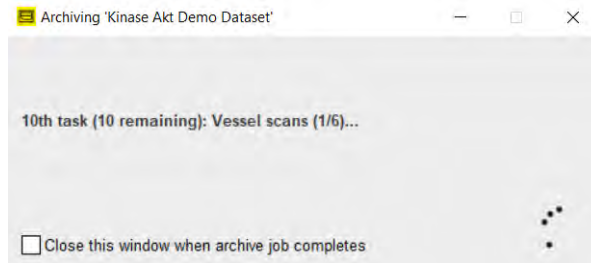 Archiving 'Kinase Akt Demo Dataset'
10th task (10 remaining): Vessel scans (1/6)...
Close this window when archive job completes